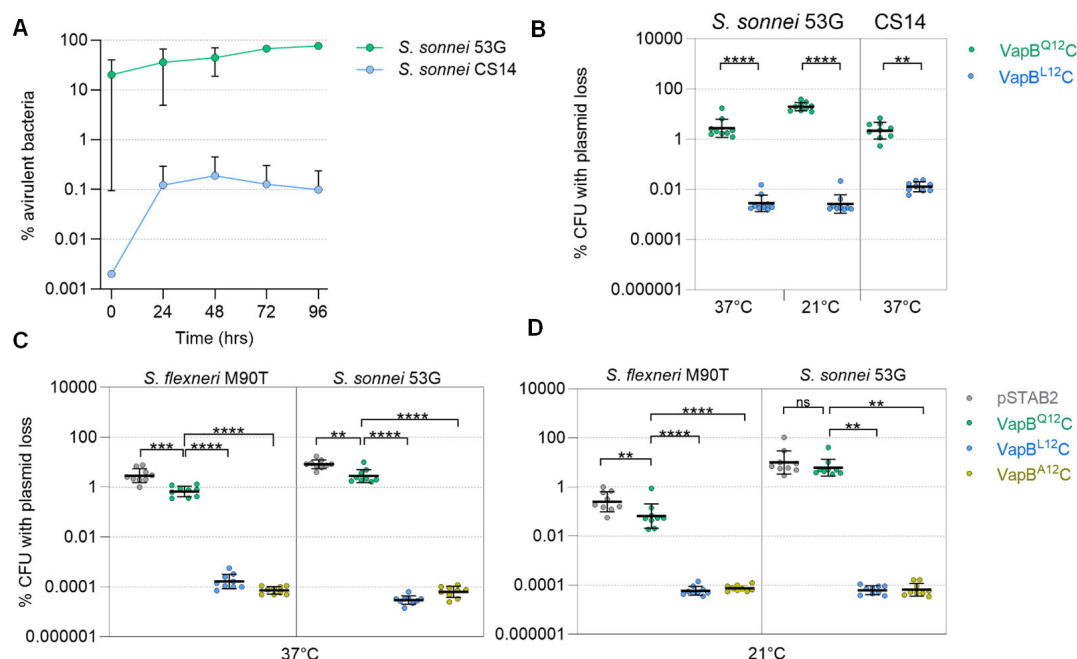 A
% avirulent bacteria
100
10
1
0.1
0.01
0.001
0
24
48
72
96
Time (hrs)
S. sonnei 53G
S. sonnei CS14
B
S. sonnei 53G
CS14
% CFU with plasmid loss
10000
100
1
0.01
0.0001
0.000001
****
****
**
37°C
21°C
37°C
VapBQ12C
VapBL12C
C
S. flexneri M90T
S. sonnei 53G
% CFU with plasmid loss
10000
100
1
0.01
0.0001
0.000001
****
***
****
****
**
****
37°C
D
S. flexneri M90T
S. sonnei 53G
% CFU with plasmid loss
10000
100
1
0.01
0.0001
0.000001
****
**
****
ns
**
**
21°C
pSTAB2
VapBQ12C
VapBL12C
VapBA12C